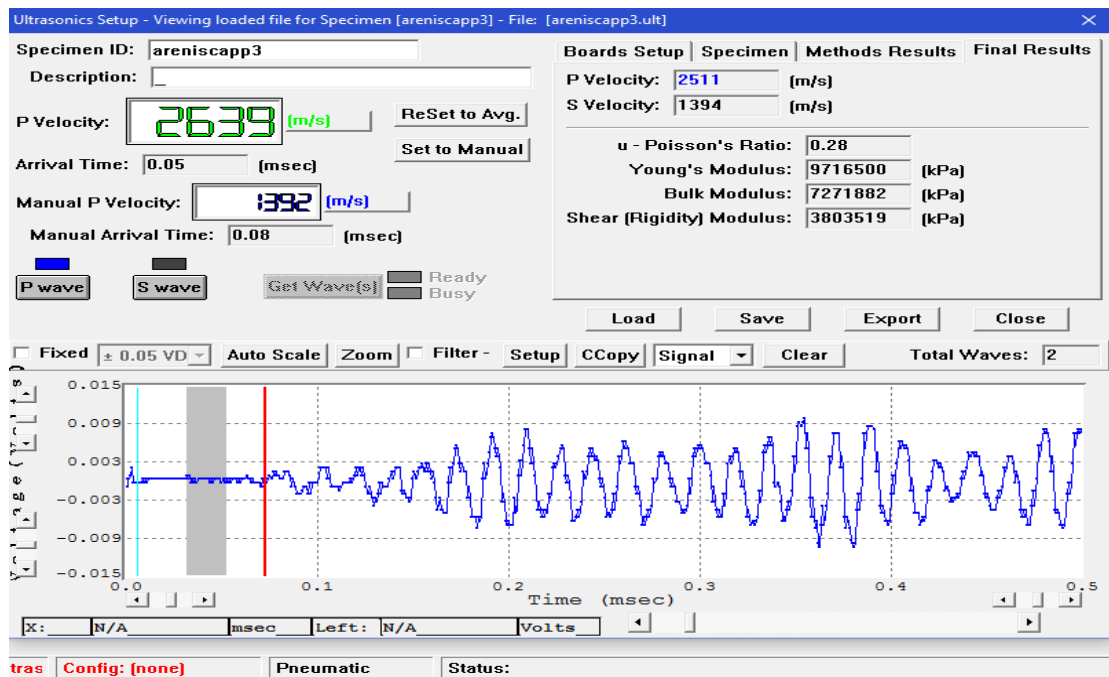 Ultrasonics Setup - Viewing loaded file for Specimen [areniscapp3] - File: [areniscapp3.ult]
Specimen ID: areniscapp3
Description: _
P Velocity: 2639 (m/s)
ReSet to Avg.
Arrival Time: 0.05 (msec)
Set to Manual
Manual P Velocity: 1392 (m/s)
Manual Arrival Time: 0.08 (msec)
P wave S wave Get Wave(s) Ready
Busy
Boards Setup Specimen Methods Results Final Results
P Velocity: 2511 (m/s)
S Velocity: 1394 (m/s)
u - Poisson's Ratio: 0.28
Young's Modulus: 9716500 (kPa)
Bulk Modulus: 7271882 (kPa)
Shear (Rigidity) Modulus: 3803519 (kPa)
Load Save Export Close
Fixed ± 0.05 VD Auto Scale Zoom Filter - Setup CCopy Signal Clear Total Waves: 2
0.015
0.009
0.003
-0.003
-0.009
-0.015
0.0 0.1 0.2 0.3 0.4 0.5
Time (msec)
X: N/A msec Left: N/A Volts
tras Config: (none) Pneumatic Status: